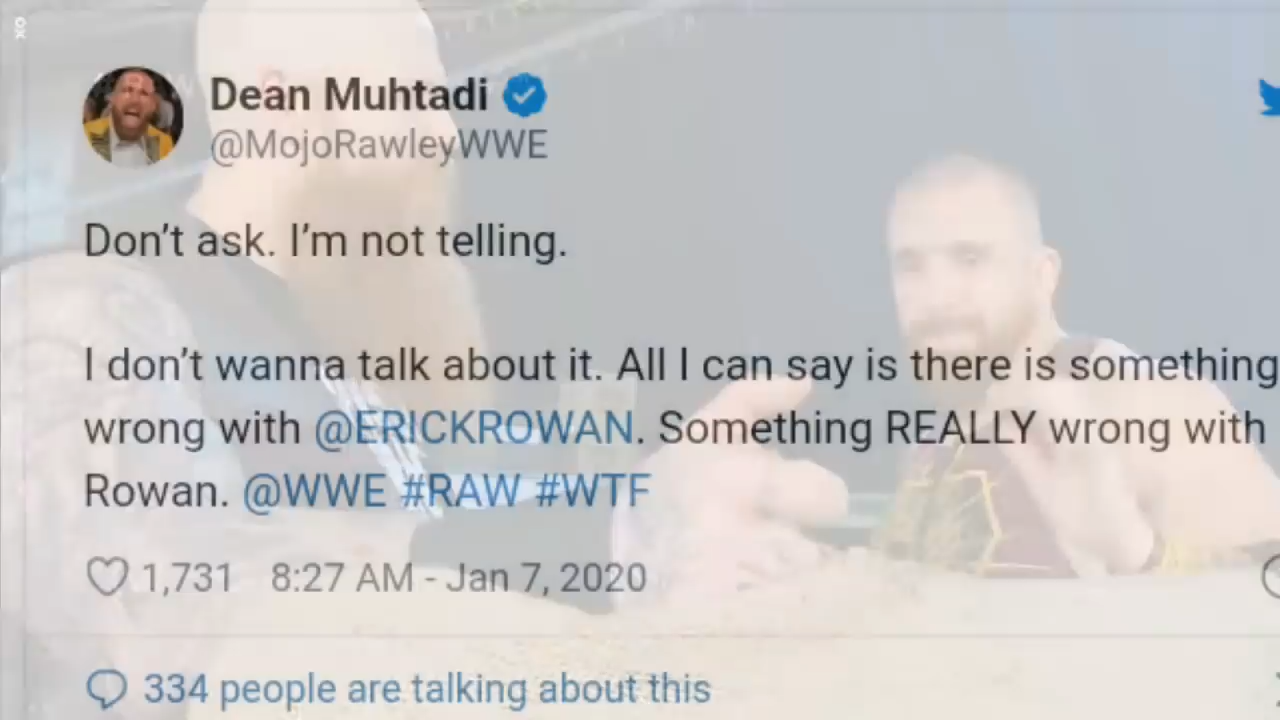 Dean Muhtadi
@MojoRawleyWWE
Don't ask. I'm not telling.
I don't wanna talk about it. All I can say is there is something
wrong with @ERICKROWAN. Something REALLY wrong with
Rowan. @WWE #RAW #WTF
1,731 8:27 AM - Jan 7, 2020
334 people are talking about this